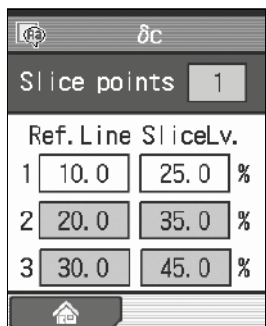 Ra δc
Slice points 1
Ref.Line SliceLv.
1 10.0 25.0 %
2 20.0 35.0 %
3 30.0 45.0 %